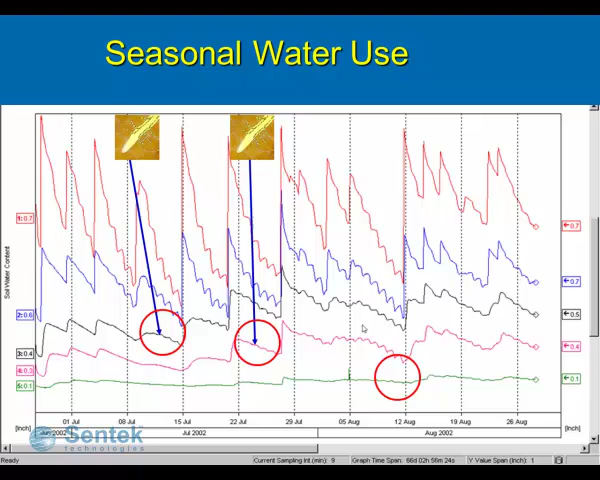 Seasonal Water Use
Soil Water Content
1: 0.7
2: 0.6
3: 0.4
4: 0.3
5: 0.1
0.7
0.7
0.5
0.4
0.1
[Inch]
01 Jul
08 Jul
15 Jul
22 Jul
29 Jul
05 Aug
12 Aug
19 Aug
26 Aug
[Inch]
Jun 2002
Jul 2002
Aug 2002
Sentek
technologies
Ready
Current Sampling Int.(min): 9
Graph Time Span: 66d 02h 56m 24s
Y Value Span (Inch): 1